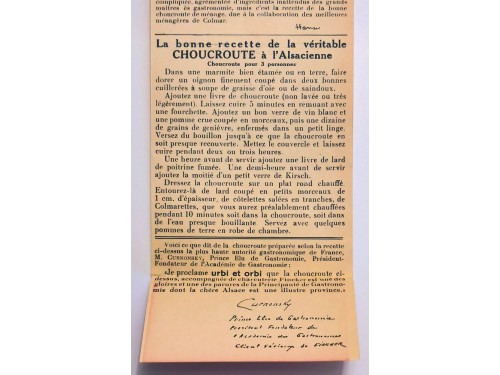 compliquée, agrémentée d'ingrédients inattendus des grands
maîtres ès gastronomie, mais c'est la recette de la bonne
choucroute de ménage, due à la collaboration des meilleures
ménagères de Colmar.
La bonne recette de la véritable
CHOUCROUTE à l'Alsacienne
Choucroute pour 3 personnes
Dans une marmite bien étamée ou en terre, faire
dorer un oignon finement coupé dans deux bonnes
cuillerées à soupe de graisse d'oie ou de saindoux.
Ajoutez une livre de choucroute (non lavée ou très
légèrement). Laissez cuire 5 minutes en remuant avec
une fourchette. Ajoutez un bon verre de vin blanc et
une pomme crue coupée en morceaux, puis une dizaine
de grains de genièvre, enfermés dans un petit linge.
Versez du bouillon jusqu'à ce que la choucroute en
soit presque recouverte. Mettez le couvercle et laissez
cuire pendant deux ou trois heures.
Une heure avant de servir ajoutez une livre de lard
de poitrine fumée. Une demi-heure avant de servir,
ajoutez la moitié d'un petit verre de Kirsch.
Dressez la choucroute sur un plat rond chauffé.
Entourez-la de lard coupé en petits morceaux de
1 cm. d'épaisseur, de côtelettes salées en tranches, de
Colmarettes, que vous aurez préalablement chauffées
pendant 10 minutes soit dans la choucroute, soit dans
de l'eau presque bouillante. Servez avec quelques
pommes de terre en robe de chambre.
Voici ce que dit de la choucroute préparée selon la recette
ci-dessus la plus haute autorité gastronomique de France,
M. CURNONSKY, Prince Elu de Gastronomie, Président-
Fondateur de l'Académie de Gastronomie :
«Je proclame urbi et orbi que la choucroute ci-
dessus, accompagnée de charcuterie Fincker est une des
gloires et une des parures de la Principauté de Gastrono-
mie dont la chère Alsace est une illustre province.»
Curnonsky
Prince Elu de Gastronomie
Président Fondateur de
l'Académie des Gastronomes
Client